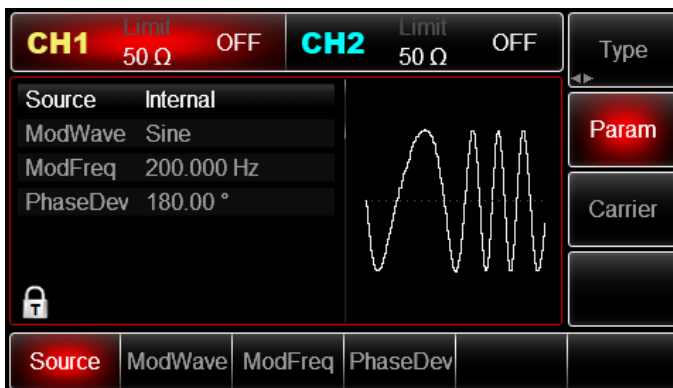 CH1 Limit 50 Ω OFF
CH2 Limit 50 Ω OFF
Type
Source Internal
ModWave Sine
ModFreq 200.000 Hz
PhaseDev 180.00 °
Param
Carrier
T
Source ModWave ModFreq PhaseDev